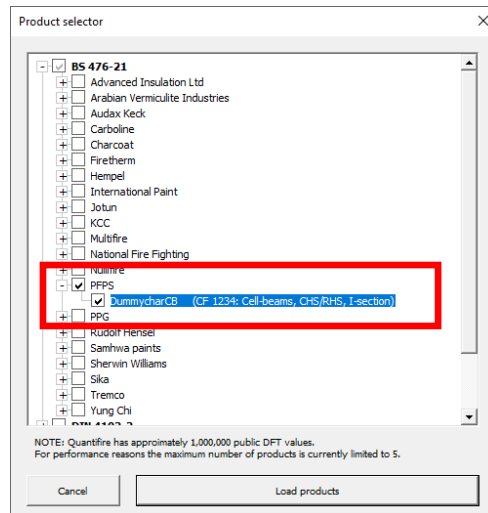 Product selector
BS 476-21
Advanced Insulation Ltd
Arabian Vermiculite Industries
Audax Keck
Carboline
Charcoat
Firetherm
Hempel
International Paint
Jotun
KCC
Multifire
National Fire Fighting
Nullifire
PFPS
DummycharCB (CF 1234: Cell-beams, CHS/RHS, I-section)
PPG
Rudolf Hensel
Samhwa paints
Sherwin Williams
Sika
Tremco
Yung Chi
DIN 4102-2
NOTE: Quantifire has approimately 1,000,000 public DFT values.
For performance reasons the maximum number of products is currently limited to 5.
Cancel
Load products